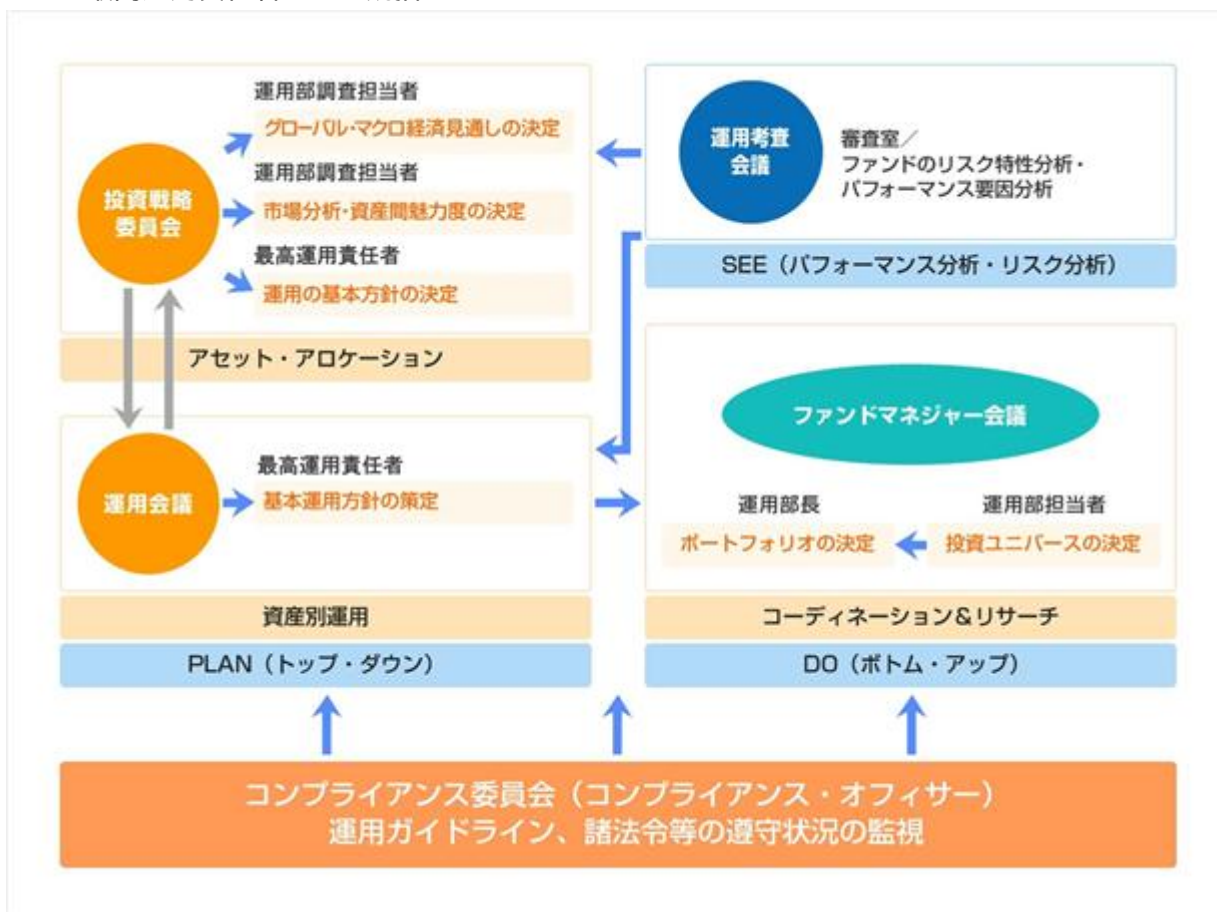 運用部調査担当者
グローバル・マクロ経済見通しの決定
運用部調査担当者
市場分析・資産間魅力度の決定
最高運用責任者
運用の基本方針の決定
投資戦略
委員会
アセット・アロケーション
運用考査
会議
審査室／
ファンドのリスク特性分析・
パフォーマンス要因分析
SEE（パフォーマンス分析・リスク分析）
運用会議
最高運用責任者
基本運用方針の策定
資産別運用
PLAN（トップ・ダウン）
ファンドマネジャー会議
運用部長
運用部担当者
ポートフォリオの決定
投資ユニバースの決定
コーディネーション＆リサーチ
DO（ボトム・アップ）
コンプライアンス委員会（コンプライアンス・オフィサー）
運用ガイドライン、諸法令等の遵守状況の監視